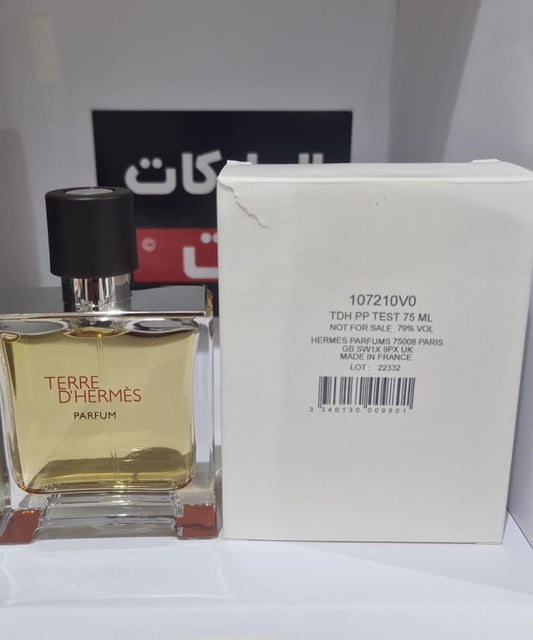 TERRE
D'HERMÈS
PARFUM
107210V0
TDH PP TEST 75 ML
NOT FOR SALE 79% VOL
HERMES PARFUMS 75008 PARIS
GB SW1X 9PX UK
MADE IN FRANCE
LOT : 22332
3 346130 009601
©